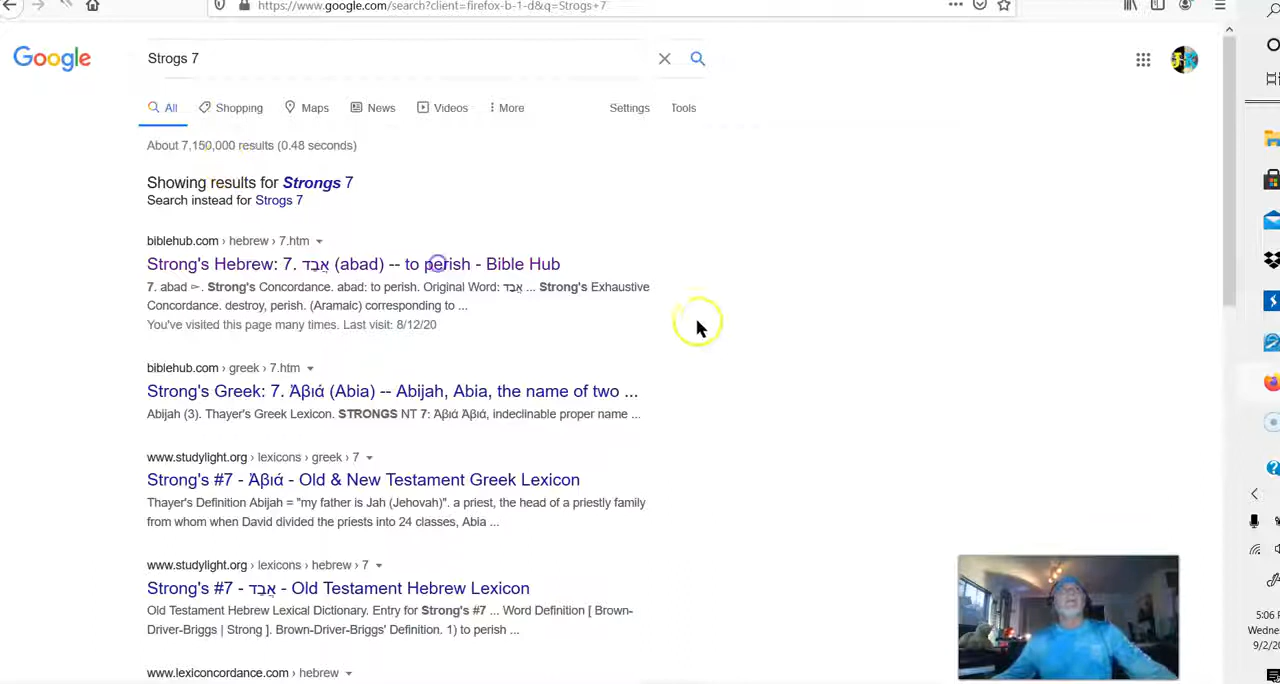 https://www.google.com/search?client=firefox-b-1-d&q=Strogs+7
Google
Strogs 7
All Shopping Maps News Videos More Settings Tools
About 7,150,000 results (0.48 seconds)
Showing results for Strongs 7
Search instead for Strogs 7
biblehub.com › hebrew › 7.htm
Strong's Hebrew: 7. אֲבַד (abad) -- to perish - Bible Hub
7. abad ⊳. Strong's Concordance. abad: to perish. Original Word: אֲבַד ... Strong's Exhaustive
Concordance. destroy, perish. (Aramaic) corresponding to ...
You've visited this page many times. Last visit: 8/12/20
biblehub.com › greek › 7.htm
Strong's Greek: 7. Ἀβιά (Abia) -- Abijah, Abia, the name of two ...
Abijah (3). Thayer's Greek Lexicon. STRONGS NT 7: Ἀβιά Ἀβιά, indeclinable proper name ...
www.studylight.org › lexicons › greek › 7
Strong's #7 - Ἀβιά - Old & New Testament Greek Lexicon
Thayer's Definition Abijah = "my father is Jah (Jehovah)". a priest, the head of a priestly family
from whom when David divided the priests into 24 classes, Abia ...
www.studylight.org › lexicons › hebrew › 7
Strong's #7 - אֲבַד - Old Testament Hebrew Lexicon
Old Testament Hebrew Lexical Dictionary. Entry for Strong's #7 ... Word Definition [ Brown-
Driver-Briggs | Strong ]. Brown-Driver-Briggs' Definition. 1) to perish ...
www.lexiconcordance.com › hebrew
5:06 P
Wednes
9/2/20